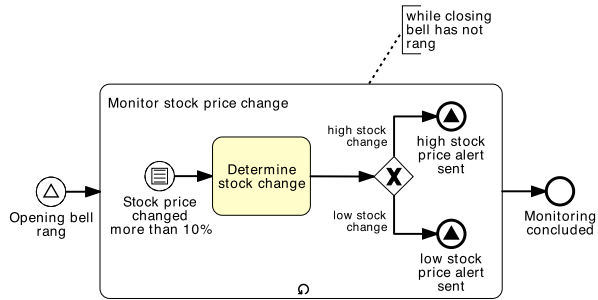 while closing
bell has not
rang
Monitor stock price change
high stock
change
high stock
price alert
sent
Determine
stock change
Stock price
changed
more than 10%
Opening bell
rang
low stock
change
low stock
price alert
sent
Monitoring
concluded